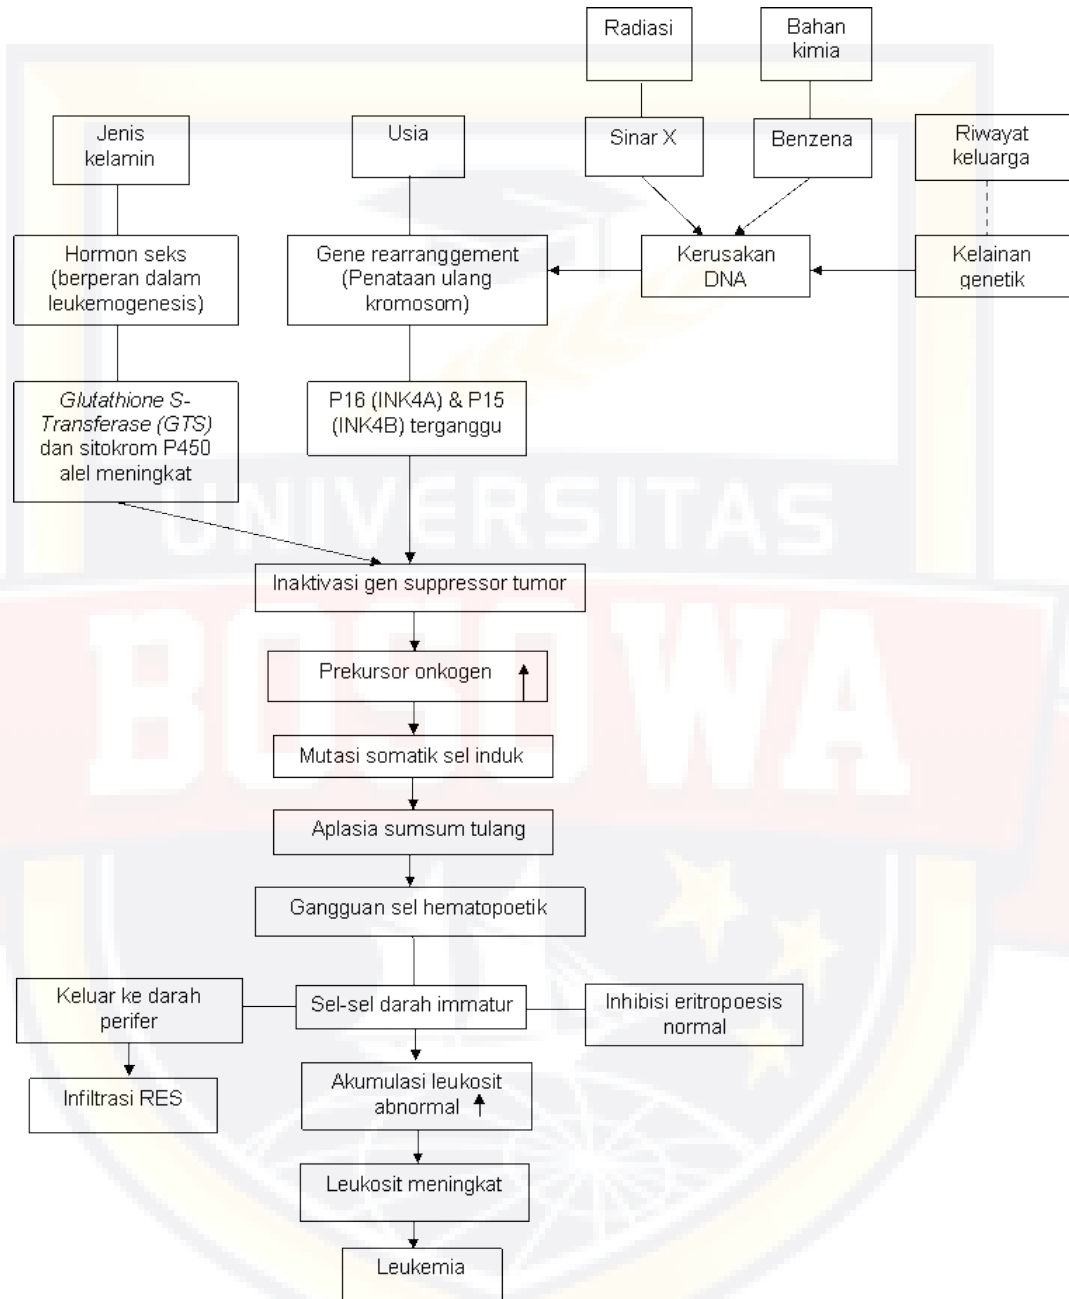 Radiasi
Bahan
kimia
Jenis
kelamin
Usia
Sinar X
Benzena
Riwayat
keluarga
Hormon seks
(berperan dalam
leukemogenesis)
Gene rearranggement
(Penataan ulang
kromosom)
Kerusakan
DNA
Kelainan
genetik
Glutathione S-
Transferase (GTS)
dan sitokrom P450
alel meningkat
P16 (INK4A) & P15
(INK4B) terganggu
UNIVERSITAS
Inaktivasi gen suppressor tumor
BOSOWA
Prekursor onkogen
Mutasi somatik sel induk
Aplasia sumsum tulang
Gangguan sel hematopoetik
Keluar ke darah
perifer
Sel-sel darah immatur
Inhibisi eritropoesis
normal
Infiltrasi RES
Akumulasi leukosit
abnormal
Leukosit meningkat
Leukemia